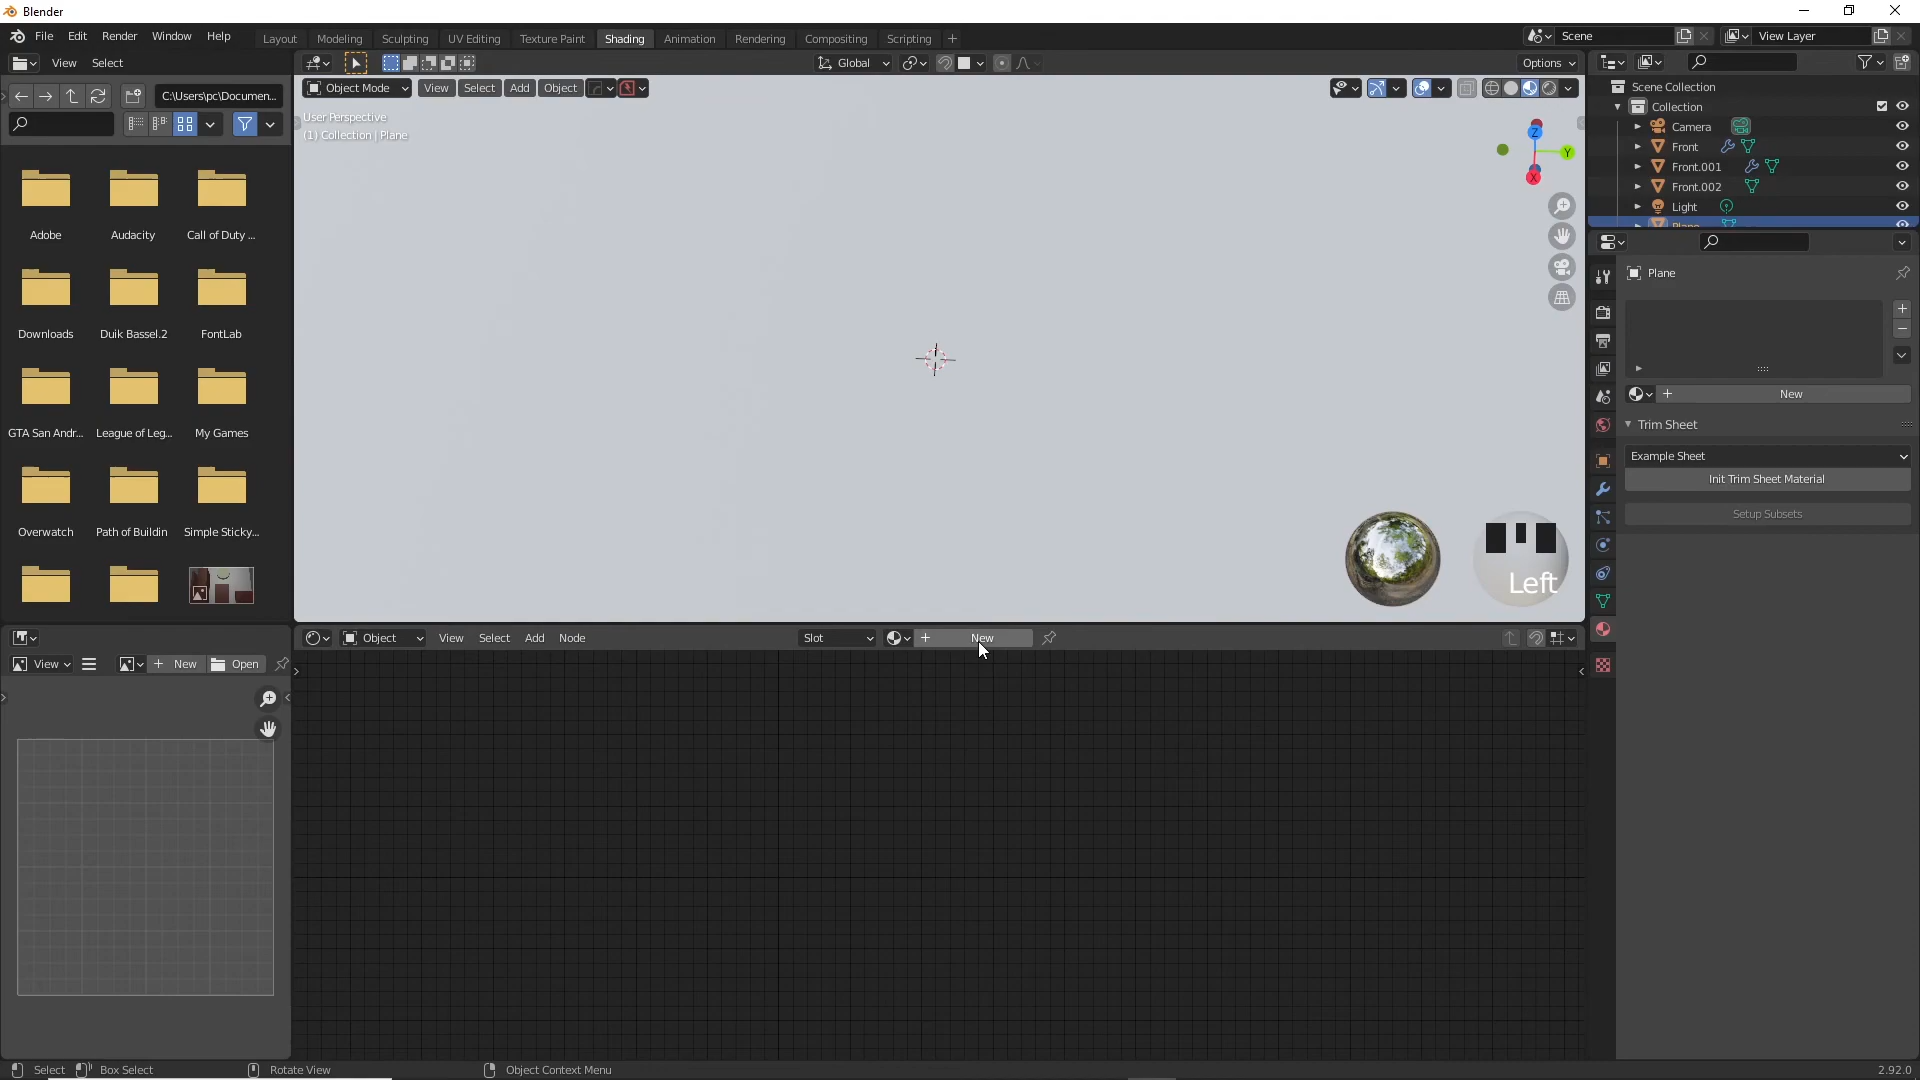 Blender
File Edit Render Window Help
Layout Modeling Sculpting UV Editing Texture Paint Shading Animation Rendering Compositing Scripting
Scene
View Layer
View Select
Global
Options
C:\Users\pc\Documen...
Object Mode View Select Add Object
User Perspective
(1) Collection | Plane
Z
Y
X
Scene Collection
Collection
Camera
Front
Front.001
Front.002
Light
Plane
New
Trim Sheet
Example Sheet
Init Trim Sheet Material
Setup Subsets
Adobe Audacity Call of Duty ...
Downloads Duik Bassel.2 FontLab
GTA San Andr... League of Leg... My Games
Overwatch Path of Buildin Simple Sticky...
Left
Object View Select Add Node Slot New
View New Open
Select Box Select Rotate View Object Context Menu 2.92.0